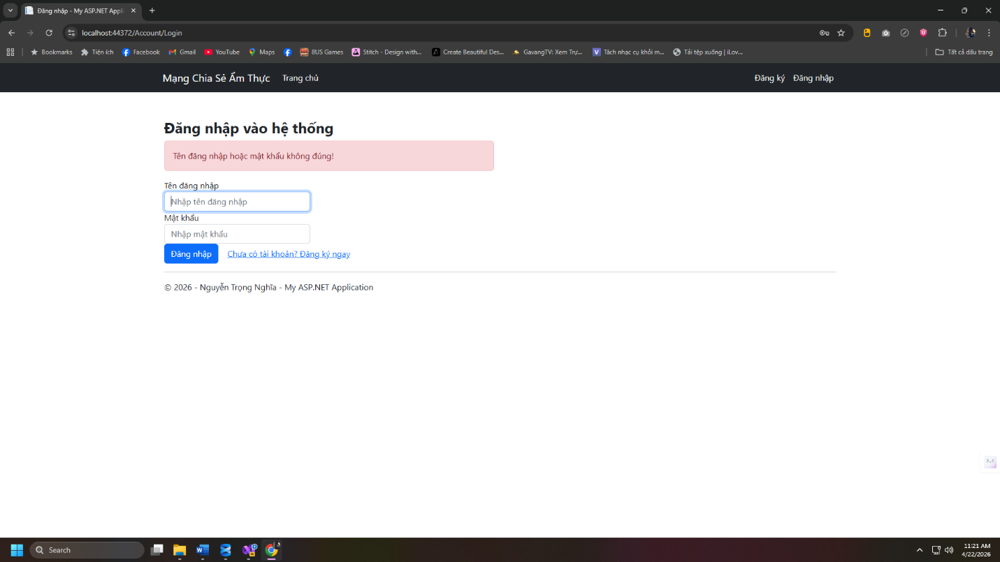 Đăng nhập - My ASP.NET Appli
localhost:44372/Account/Login
Bookmarks Tiện ích Facebook Gmail YouTube Maps BUS Games Stitch - Design with... Create Beautiful Des... GavangTV: Xem Trự... Tách nhạc cụ khỏi m... Tải tệp xuống | iLov... Tất cả dấu trang
Mạng Chia Sẻ Ẩm Thực Trang chủ Đăng ký Đăng nhập
Đăng nhập vào hệ thống
Tên đăng nhập hoặc mật khẩu không đúng!
Tên đăng nhập
Nhập tên đăng nhập
Mật khẩu
Nhập mật khẩu
Đăng nhập Chưa có tài khoản? Đăng ký ngay
© 2026 - Nguyễn Trọng Nghĩa - My ASP.NET Application
Search
11:21 AM
4/22/2026